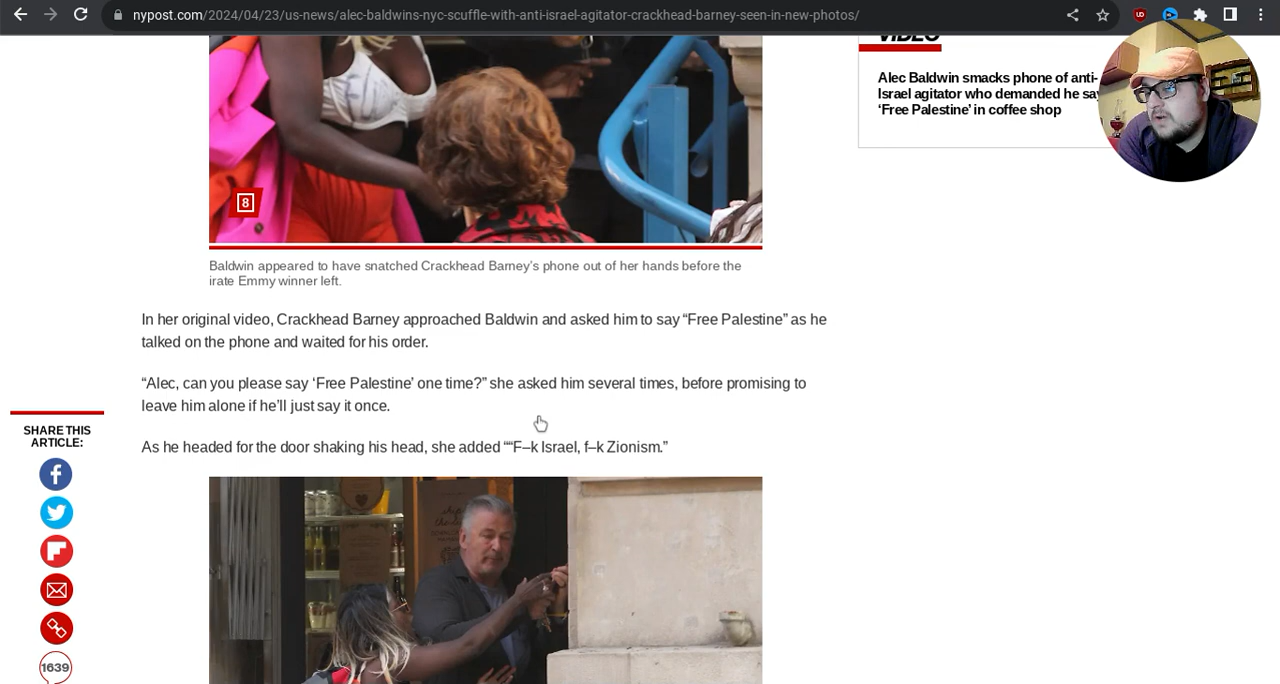 nypost.com/2024/04/23/us-news/alec-baldwins-nyc-scuffle-with-anti-israel-agitator-crackhead-barney-seen-in-new-photos/
VIDEO
Alec Baldwin smacks phone of anti-
Israel agitator who demanded he say
‘Free Palestine’ in coffee shop
8
Baldwin appeared to have snatched Crackhead Barney’s phone out of her hands before the
irate Emmy winner left.
In her original video, Crackhead Barney approached Baldwin and asked him to say “Free Palestine” as he
talked on the phone and waited for his order.
“Alec, can you please say ‘Free Palestine’ one time?” she asked him several times, before promising to
leave him alone if he’ll just say it once.
As he headed for the door shaking his head, she added ““F–k Israel, f–k Zionism.”
SHARE THIS
ARTICLE:
1639